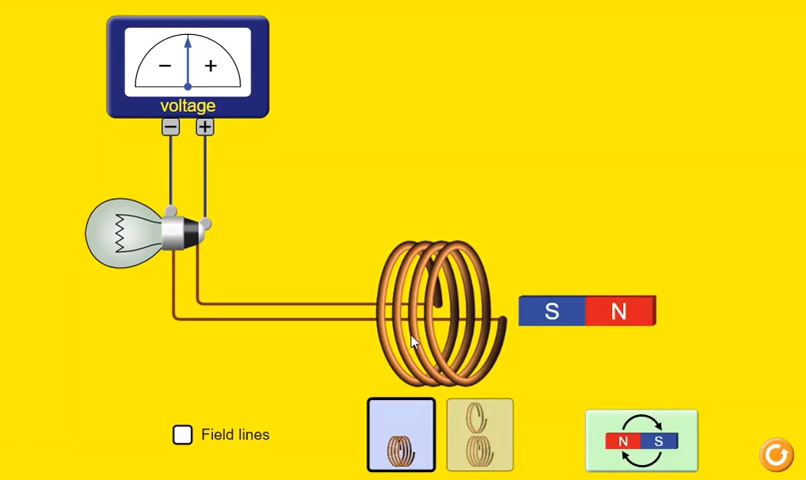 − +
voltage
− +
S N
Field lines
N S